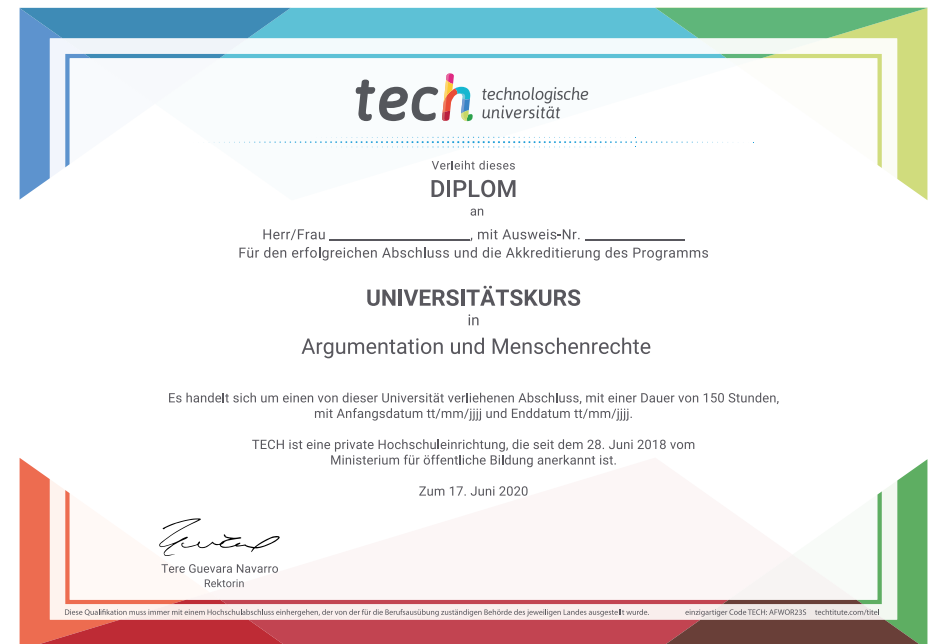 tech technologische
universität
Verleiht dieses
DIPLOM
an
Herr/Frau ____________________, mit Ausweis-Nr. ______________
Für den erfolgreichen Abschluss und die Akkreditierung des Programms
UNIVERSITÄTSKURS
in
Argumentation und Menschenrechte
Es handelt sich um einen von dieser Universität verliehenen Abschluss, mit einer Dauer von 150 Stunden,
mit Anfangsdatum tt/mm/jjjj und Enddatum tt/mm/jjjj.
TECH ist eine private Hochschuleinrichtung, die seit dem 28. Juni 2018 vom
Ministerium für öffentliche Bildung anerkannt ist.
Zum 17. Juni 2020
Tere Guevara Navarro
Rektorin
Diese Qualifikation muss immer mit einem Hochschulabschluss einhergehen, der von der für die Berufsausübung zuständigen Behörde des jeweiligen Landes ausgestellt wurde. einzigartiger Code TECH: AFWOR23S techtitute.com/titel